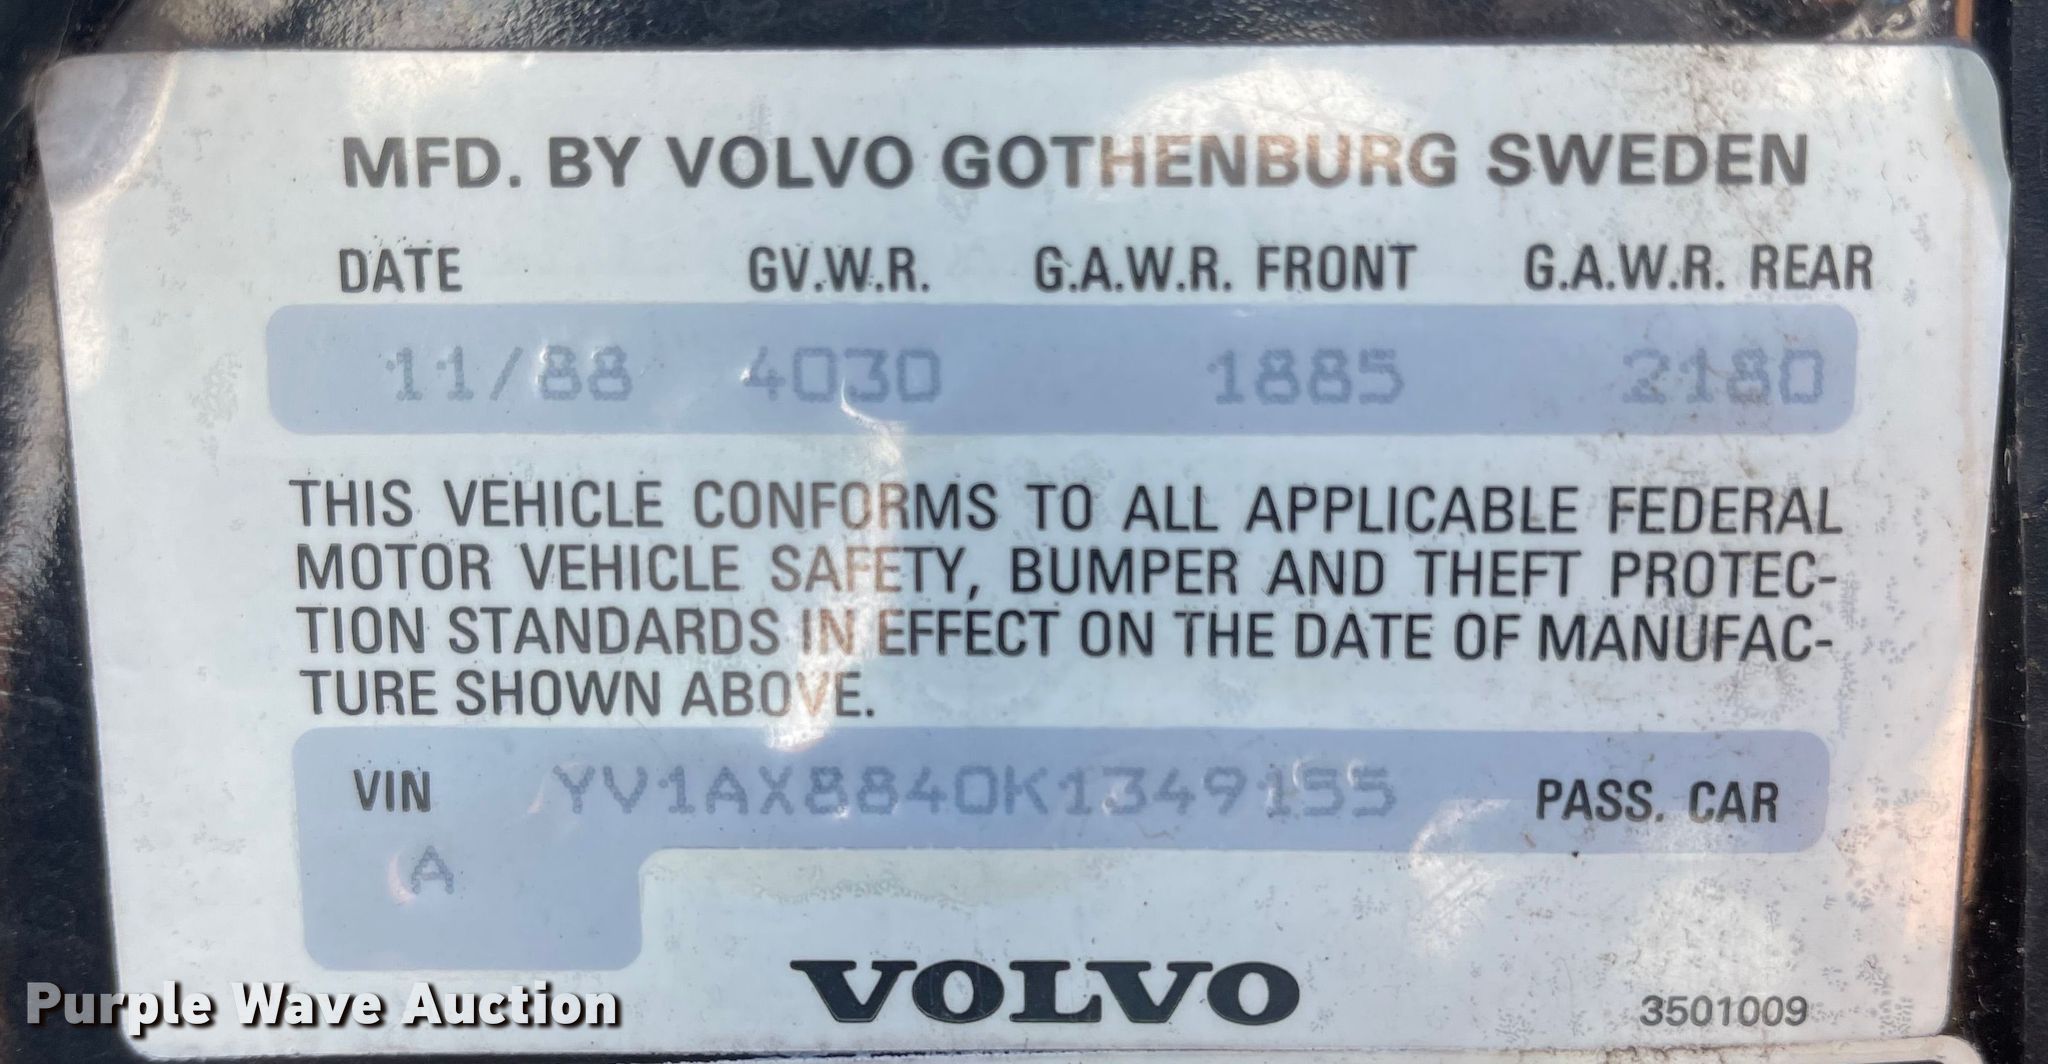 MFD. BY VOLVO GOTHENBURG SWEDEN
DATE GV.W.R. G.A.W.R. FRONT G.A.W.R. REAR
11/88 4030 1885 2180
THIS VEHICLE CONFORMS TO ALL APPLICABLE FEDERAL
MOTOR VEHICLE SAFETY, BUMPER AND THEFT PROTEC-
TION STANDARDS IN EFFECT ON THE DATE OF MANUFAC-
TURE SHOWN ABOVE.
VIN YV1AX8840K1349155 PASS. CAR
A
VOLVO
3501009
Purple Wave Auction